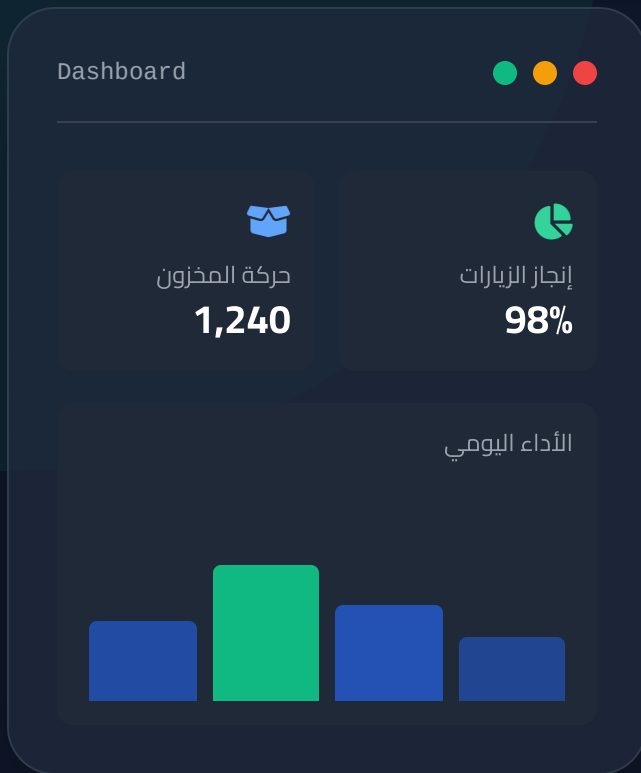 Dashboard
إنجاز الزيارات
98%
حركة المخزون
1,240
الأداء اليومي